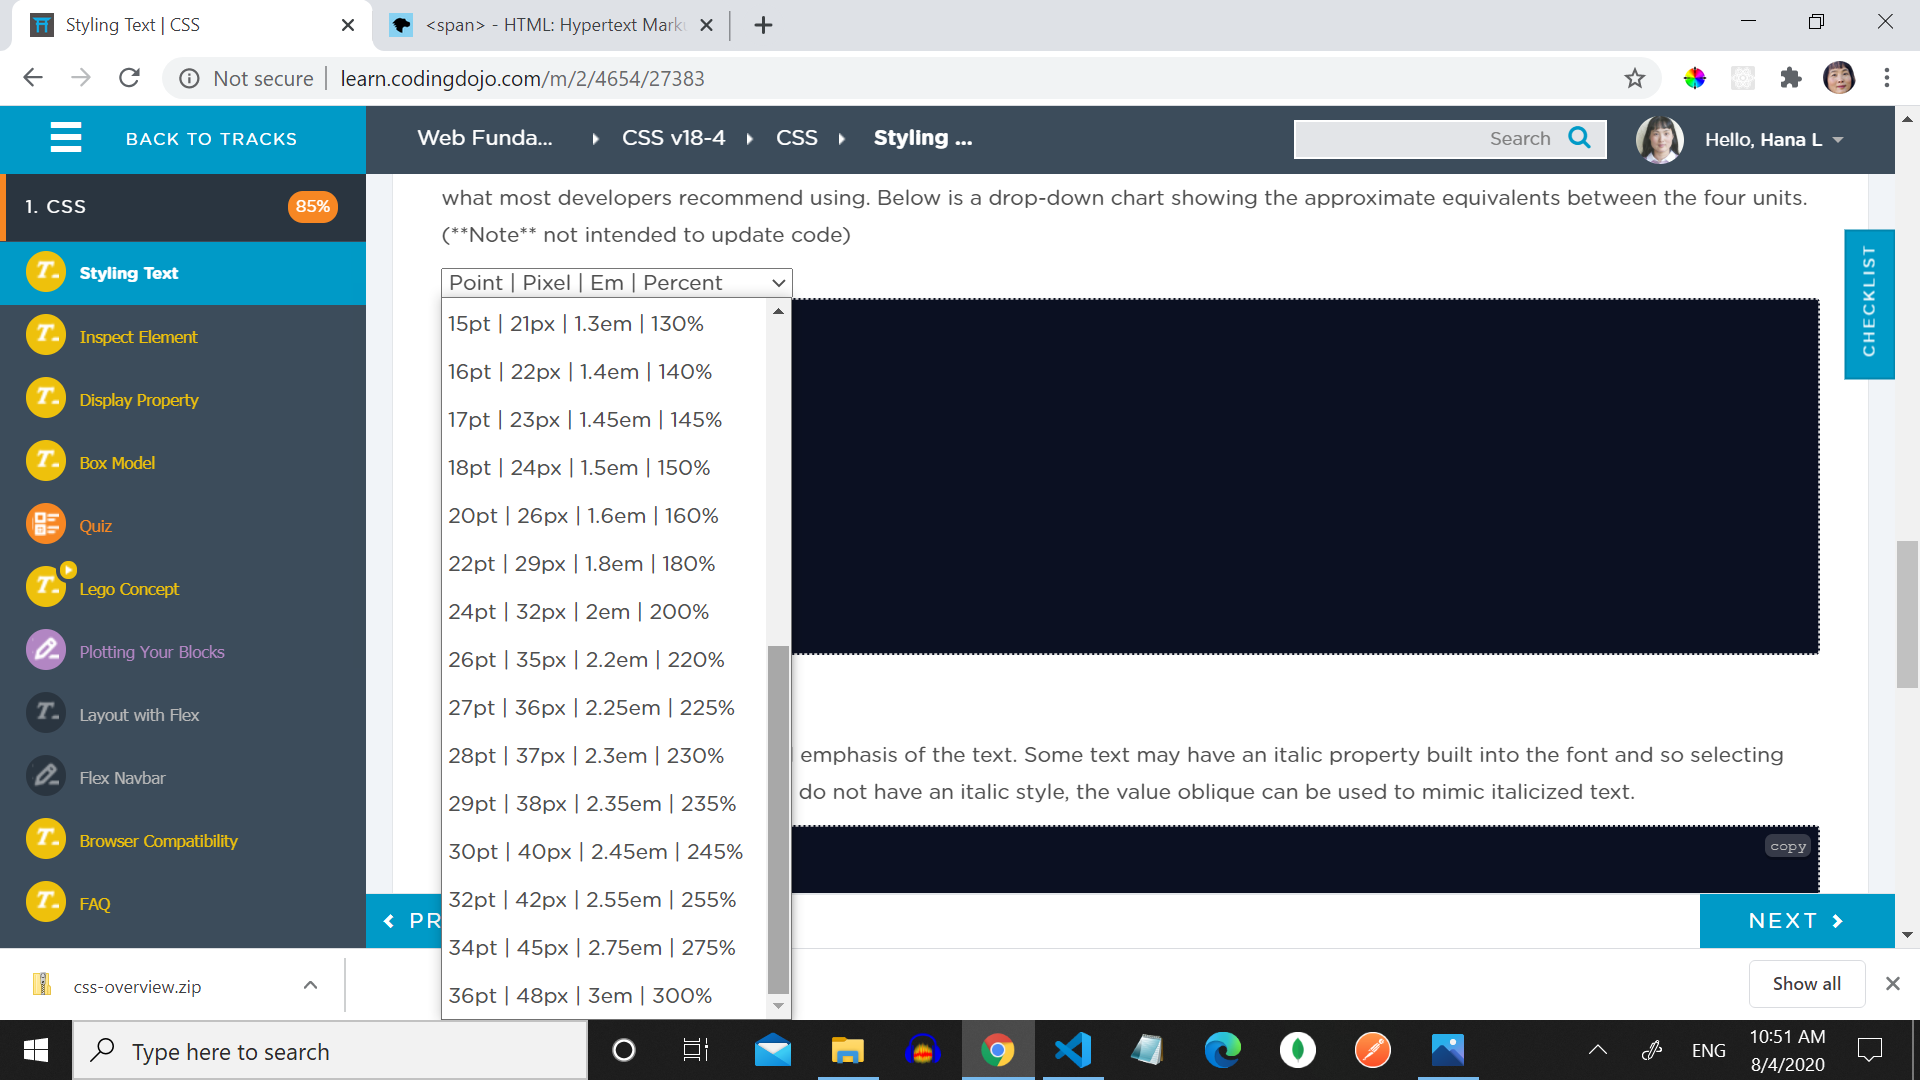 Styling Text | CSS
<span> - HTML: Hypertext Mark
Not secure | learn.codingdojo.com/m/2/4654/27383
BACK TO TRACKS
Web Funda... CSS v18-4 CSS Styling ...
Search
Hello, Hana L
1. CSS
85%
Styling Text
Inspect Element
Display Property
Box Model
Quiz
Lego Concept
Plotting Your Blocks
Layout with Flex
Flex Navbar
Browser Compatibility
FAQ
what most developers recommend using. Below is a drop-down chart showing the approximate equivalents between the four units.
(**Note** not intended to update code)
Point | Pixel | Em | Percent
15pt | 21px | 1.3em | 130%
16pt | 22px | 1.4em | 140%
17pt | 23px | 1.45em | 145%
18pt | 24px | 1.5em | 150%
20pt | 26px | 1.6em | 160%
22pt | 29px | 1.8em | 180%
24pt | 32px | 2em | 200%
26pt | 35px | 2.2em | 220%
27pt | 36px | 2.25em | 225%
28pt | 37px | 2.3em | 230%
29pt | 38px | 2.35em | 235%
30pt | 40px | 2.45em | 245%
32pt | 42px | 2.55em | 255%
34pt | 45px | 2.75em | 275%
36pt | 48px | 3em | 300%
emphasis of the text. Some text may have an italic property built into the font and so selecting
do not have an italic style, the value oblique can be used to mimic italicized text.
copy
CHECKLIST
PR
NEXT
css-overview.zip
Show all
Type here to search
ENG
10:51 AM
8/4/2020